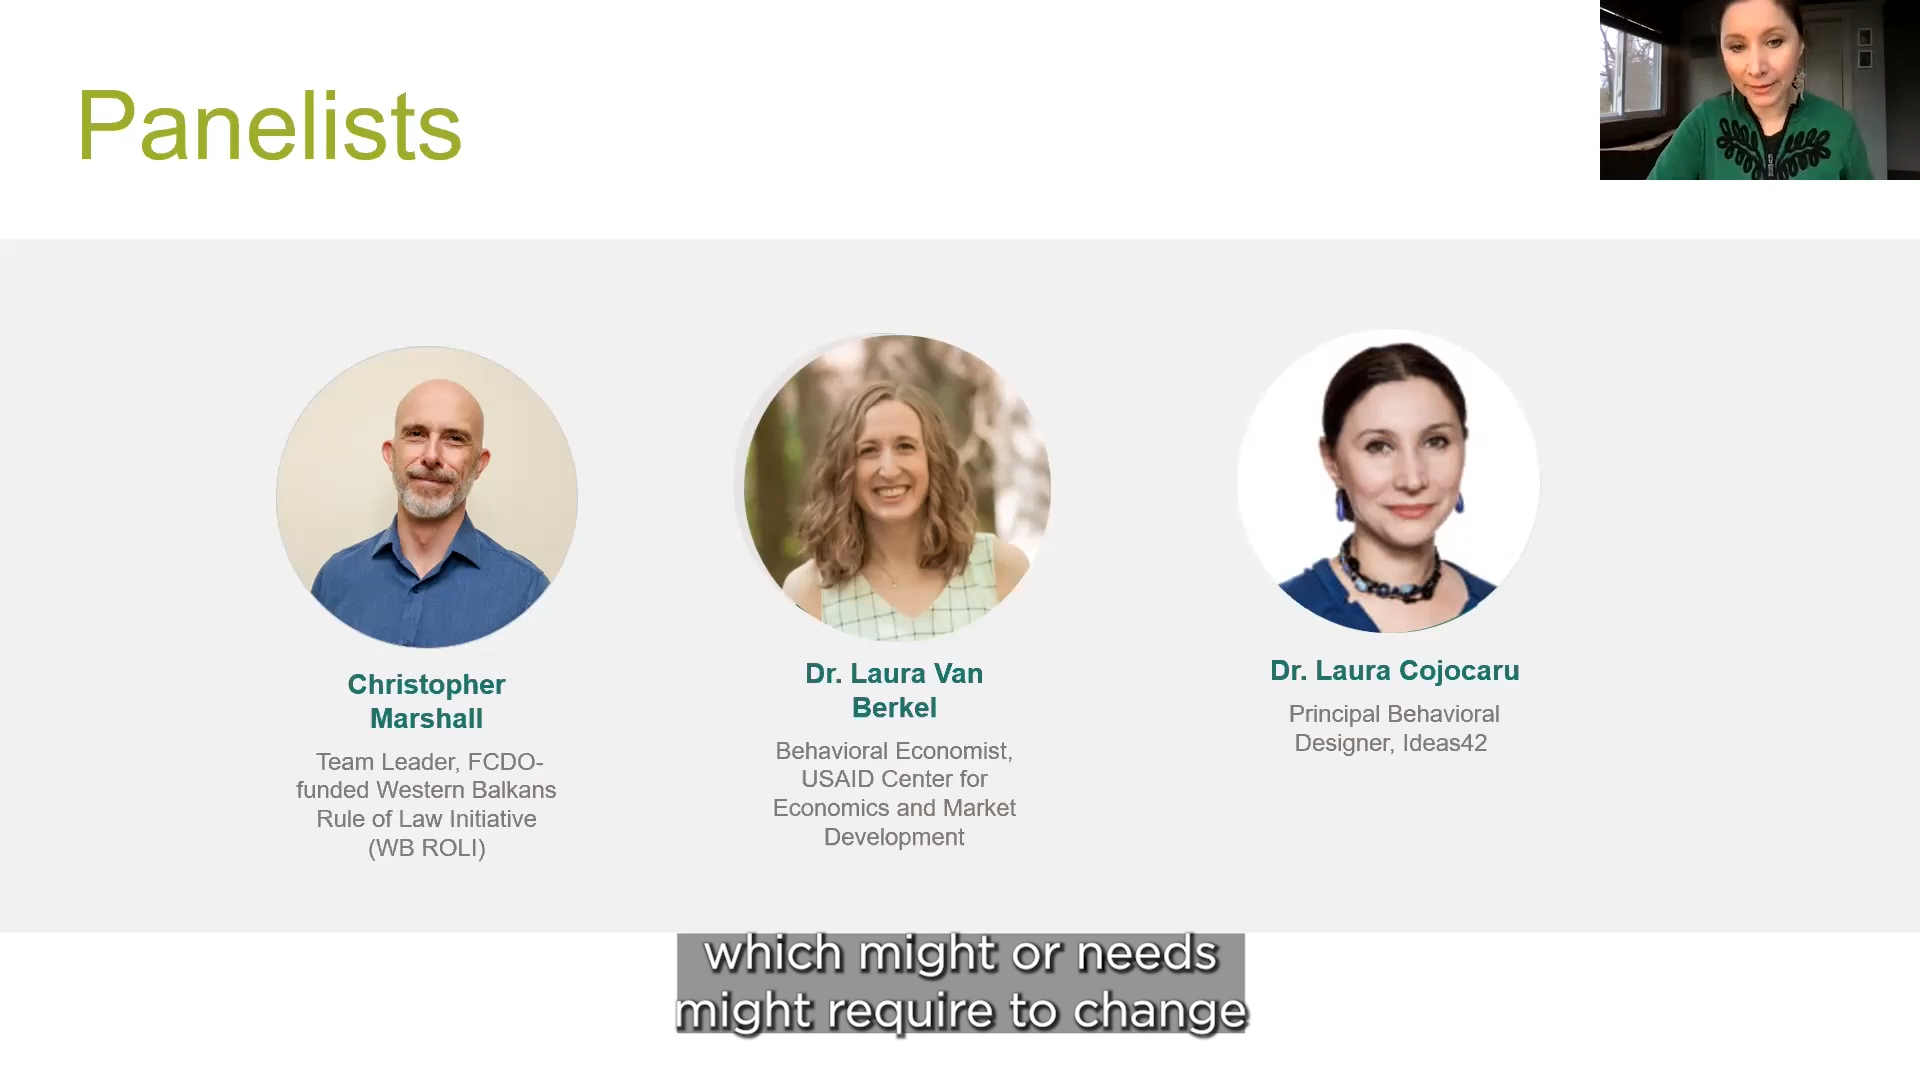 Panelists
Christopher
Marshall
Team Leader, FCDO-
funded Western Balkans
Rule of Law Initiative
(WB ROLI)
Dr. Laura Van
Berkel
Behavioral Economist,
USAID Center for
Economics and Market
Development
Dr. Laura Cojocaru
Principal Behavioral
Designer, Ideas42
which might or needs
might require to change